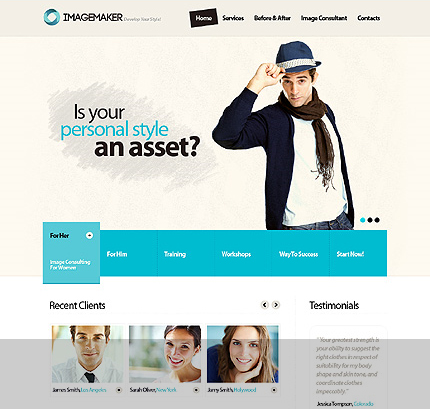 IMAGEMAKER Develop Your Style!
Home Services Before & After Image Consultant Contacts
Is your
personal style
an asset?
For Her
Image Consulting
For Women
For Him Training Workshops Way To Success Start Now!
Recent Clients
Testimonials
James Smith, Los Angeles
Sarah Oliver, New York
Jarny Smith, Hollywood
"Your greatest strength is
your ability to suggest the
right clothes in respect of
suitability for my body
shape and skin tone, and
coordinate clothes
impeccably."
Jessica Tompson, Colorado